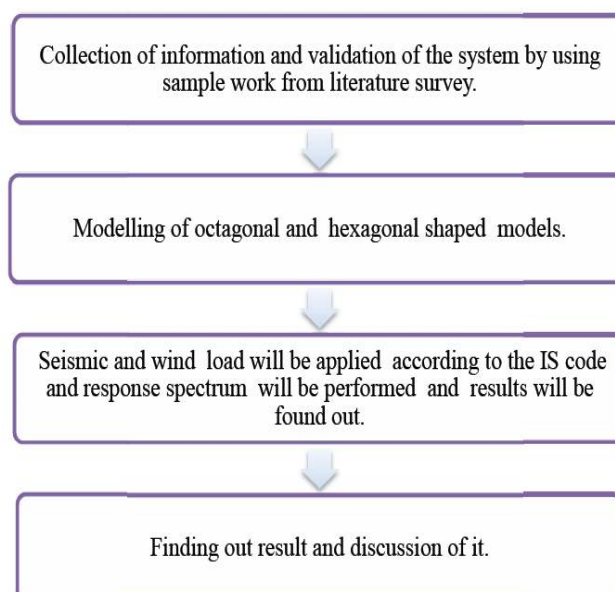 Collection of information and validation of the system by using
sample work from literature survey.
Modelling of octagonal and hexagonal shaped models.
Seismic and wind load will be applied according to the IS code
and response spectrum will be performed and results will be
found out.
Finding out result and discussion of it.